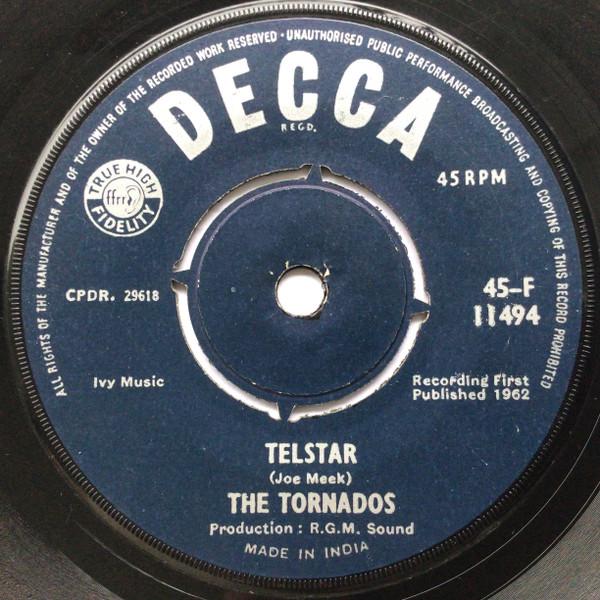 ALL RIGHTS OF THE MANUFACTURER AND OF THE OWNER OF THE RECORDED WORK RESERVED · UNAUTHORISED PUBLIC PERFORMANCE BROADCASTING AND COPYING OF THIS RECORD PROHIBITED
DECCA
REGD.
45 RPM
TRUE HIGH
ffrr
FIDELITY
CPDR. 29618
45-F
11494
Ivy Music
Recording First
Published 1962
TELSTAR
(Joe Meek)
THE TORNADOS
Production : R.G.M. Sound
MADE IN INDIA